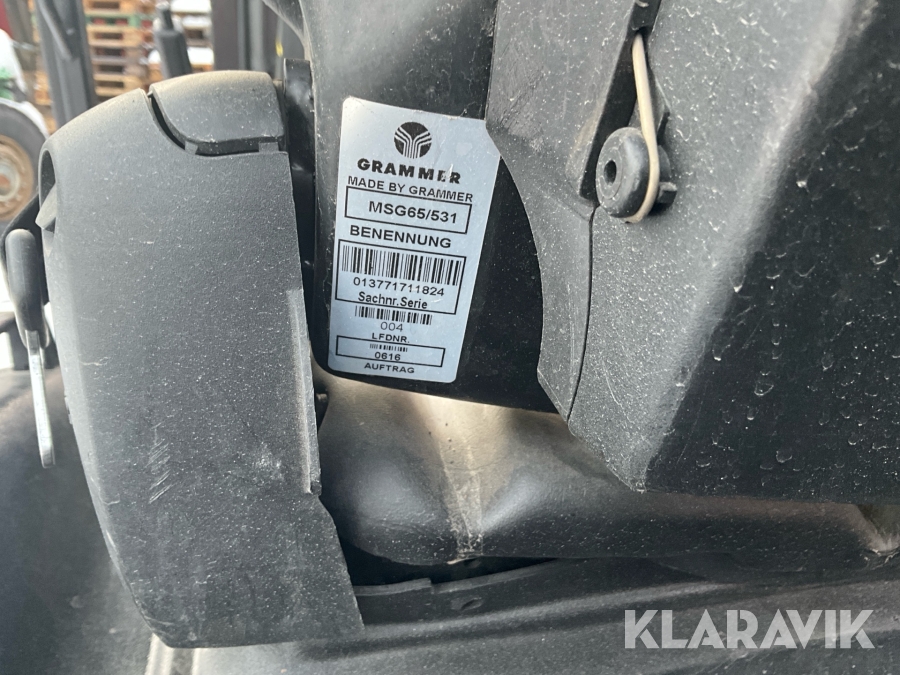 GRAMMER
MADE BY GRAMMER
MSG65/531
BENENNUNG
013771711824
Sachnr.Serie
004
LFDNR.
0616
AUFTRAG
KLARAVIK